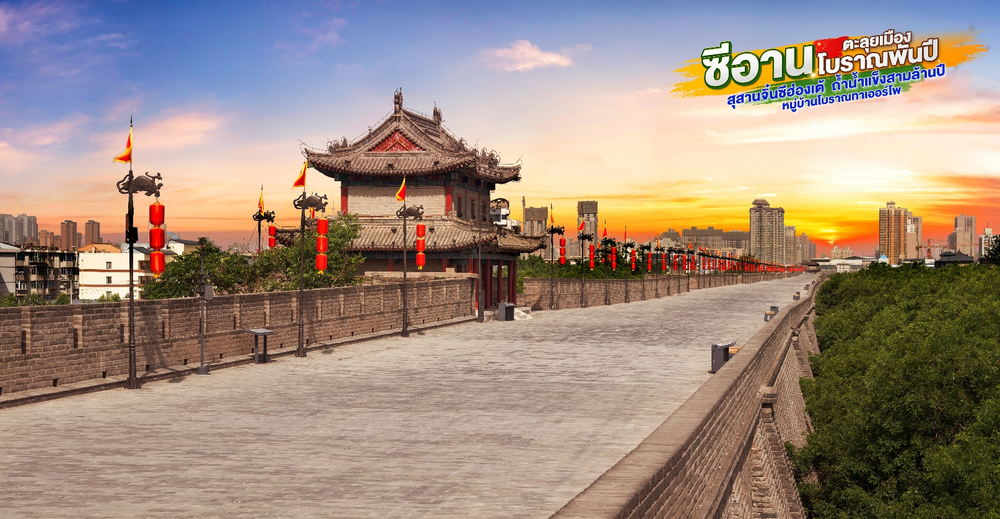 ซีอาน ตะลุยเมือง
โบราณพันปี
สุสานจิ๋นซีฮ่องเต้ ถ้ำน้ำแข็งสามล้านปี
หมู่บ้านโบราณทาเออร์โพ